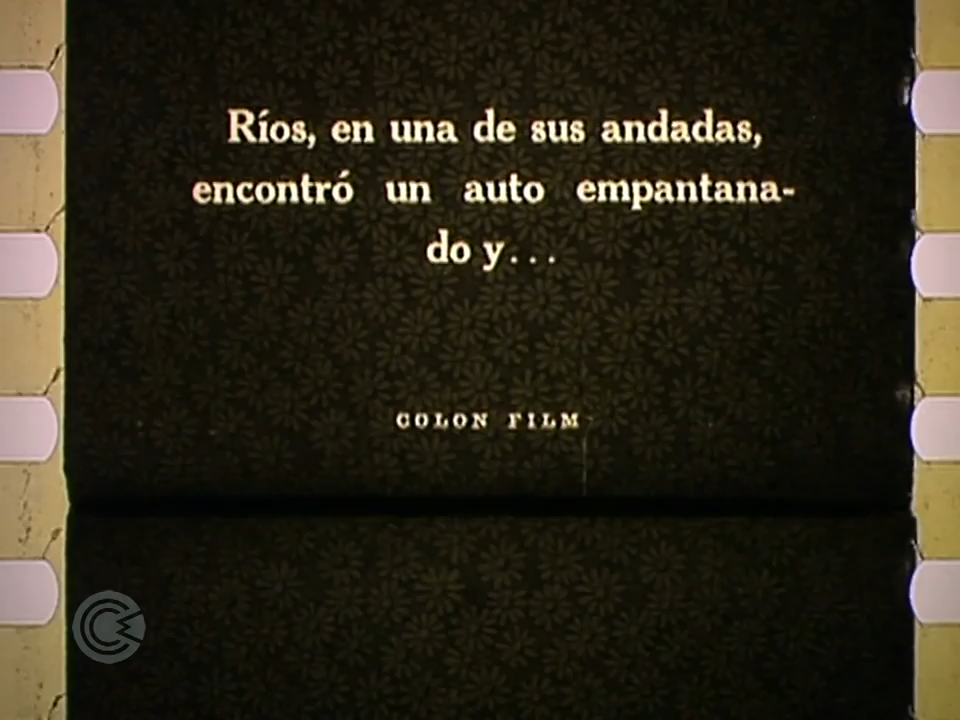 Ríos, en una de sus andadas,
encontró un auto empantana-
do y...
COLON FILM